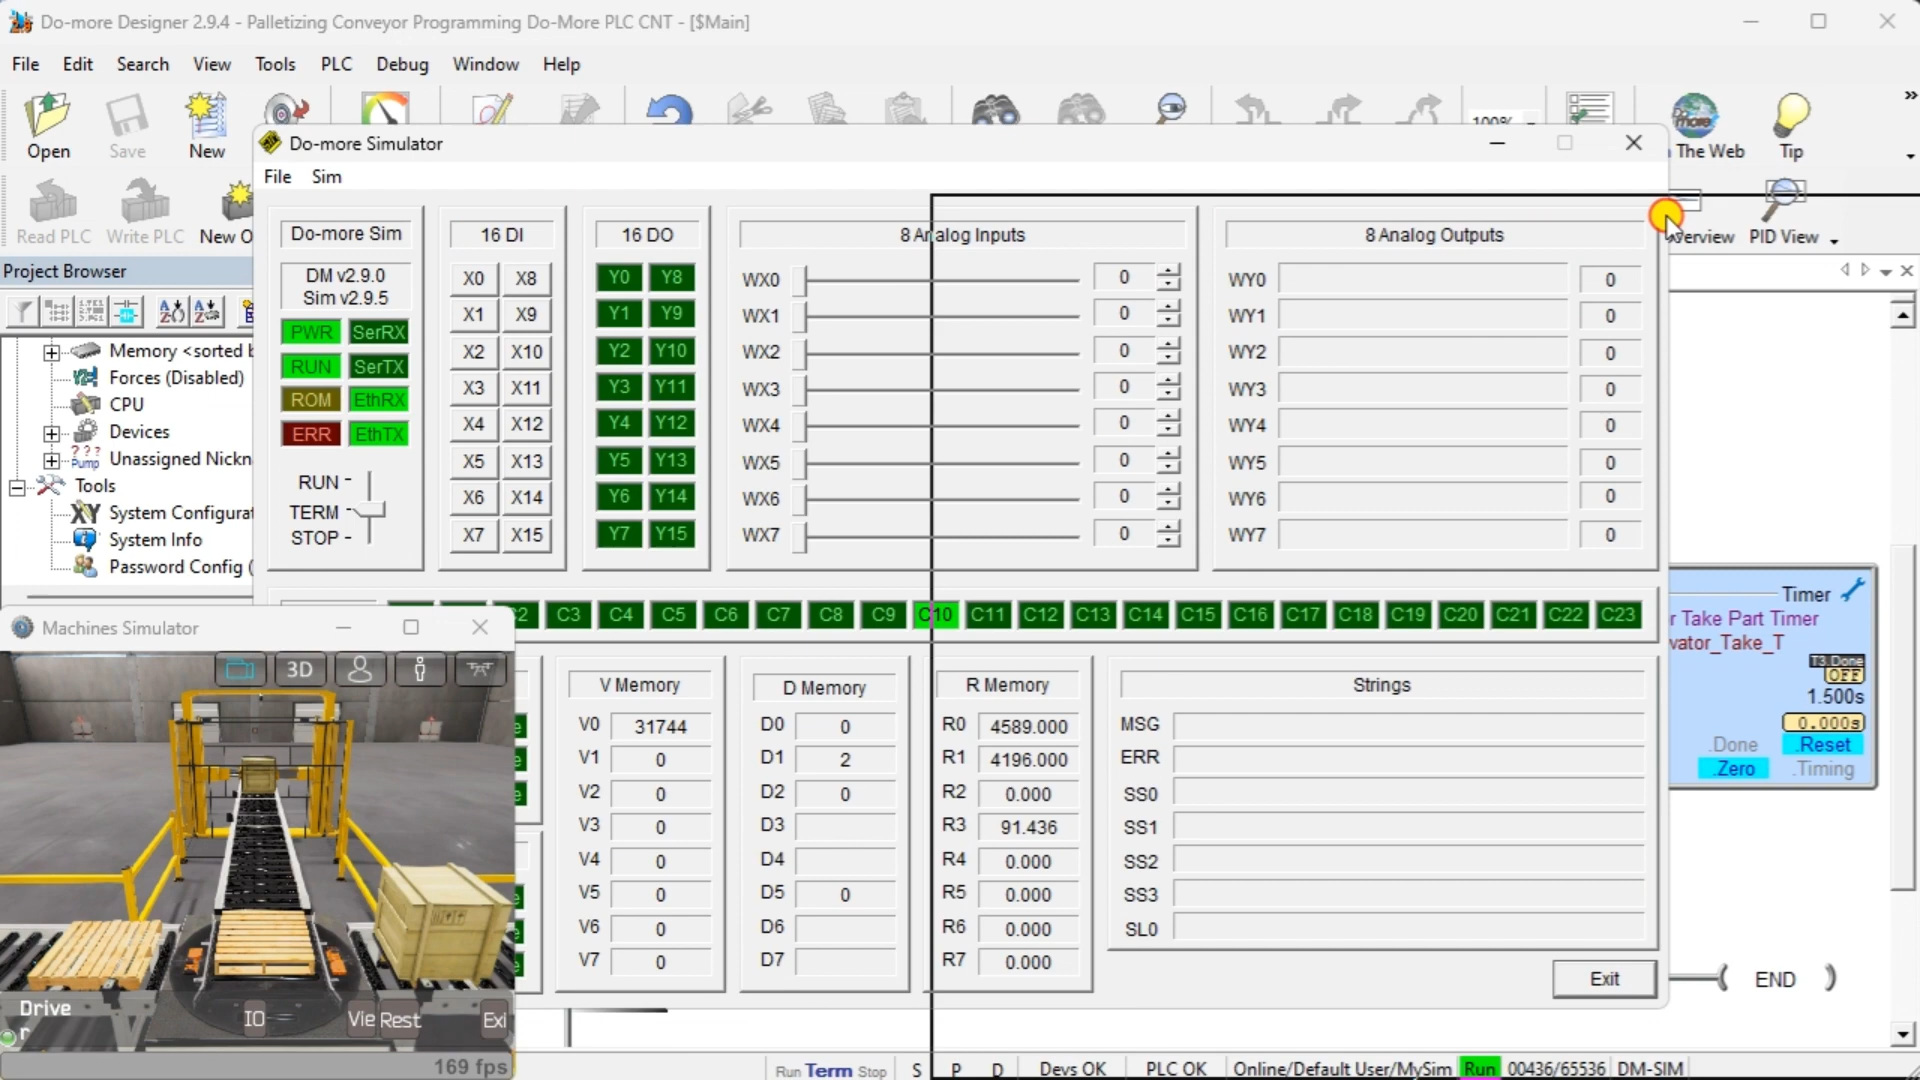 Do-more Designer 2.9.4 - Palletizing Conveyor Programming Do-More PLC CNT - [$Main]
File Edit Search View Tools PLC Debug Window Help
100%
Open Save New The Web Tip
Read PLC Write PLC New O PID View
Project Browser
Memory <sorted b
Forces (Disabled)
CPU
Devices
Unassigned Nickn
Tools
System Configurat
System Info
Password Config (
Do-more Simulator
File Sim
Do-more Sim
DM v2.9.0
Sim v2.9.5
PWR SerRX
RUN SerTX
ROM EthRX
ERR EthTX
RUN
TERM
STOP
16 DI
X0 X8
X1 X9
X2 X10
X3 X11
X4 X12
X5 X13
X6 X14
X7 X15
16 DO
Y0 Y8
Y1 Y9
Y2 Y10
Y3 Y11
Y4 Y12
Y5 Y13
Y6 Y14
Y7 Y15
8 Analog Inputs
WX0 0
WX1 0
WX2 0
WX3 0
WX4 0
WX5 0
WX6 0
WX7 0
8 Analog Outputs
WY0 0
WY1 0
WY2 0
WY3 0
WY4 0
WY5 0
WY6 0
WY7 0
C2 C3 C4 C5 C6 C7 C8 C9 C10 C11 C12 C13 C14 C15 C16 C17 C18 C19 C20 C21 C22 C23
V Memory
V0 31744
V1 0
V2 0
V3 0
V4 0
V5 0
V6 0
V7 0
D Memory
D0 0
D1 2
D2 0
D3
D4
D5 0
D6
D7
R Memory
R0 4589.000
R1 4196.000
R2 0.000
R3 91.436
R4 0.000
R5 0.000
R6 0.000
R7 0.000
Strings
MSG
ERR
SS0
SS1
SS2
SS3
SL0
Exit
Timer
r Take Part Timer
vator_Take_T
T3.Done
OFF
1.500s
0.000s
.Done .Reset
.Zero .Timing
END
Machines Simulator
3D
Drive
r
IO Vie Rest Exi
169 fps
Run Term Stop S P D Devs OK PLC OK Online/Default User/MySim Run 00436/65536 DM-SIM